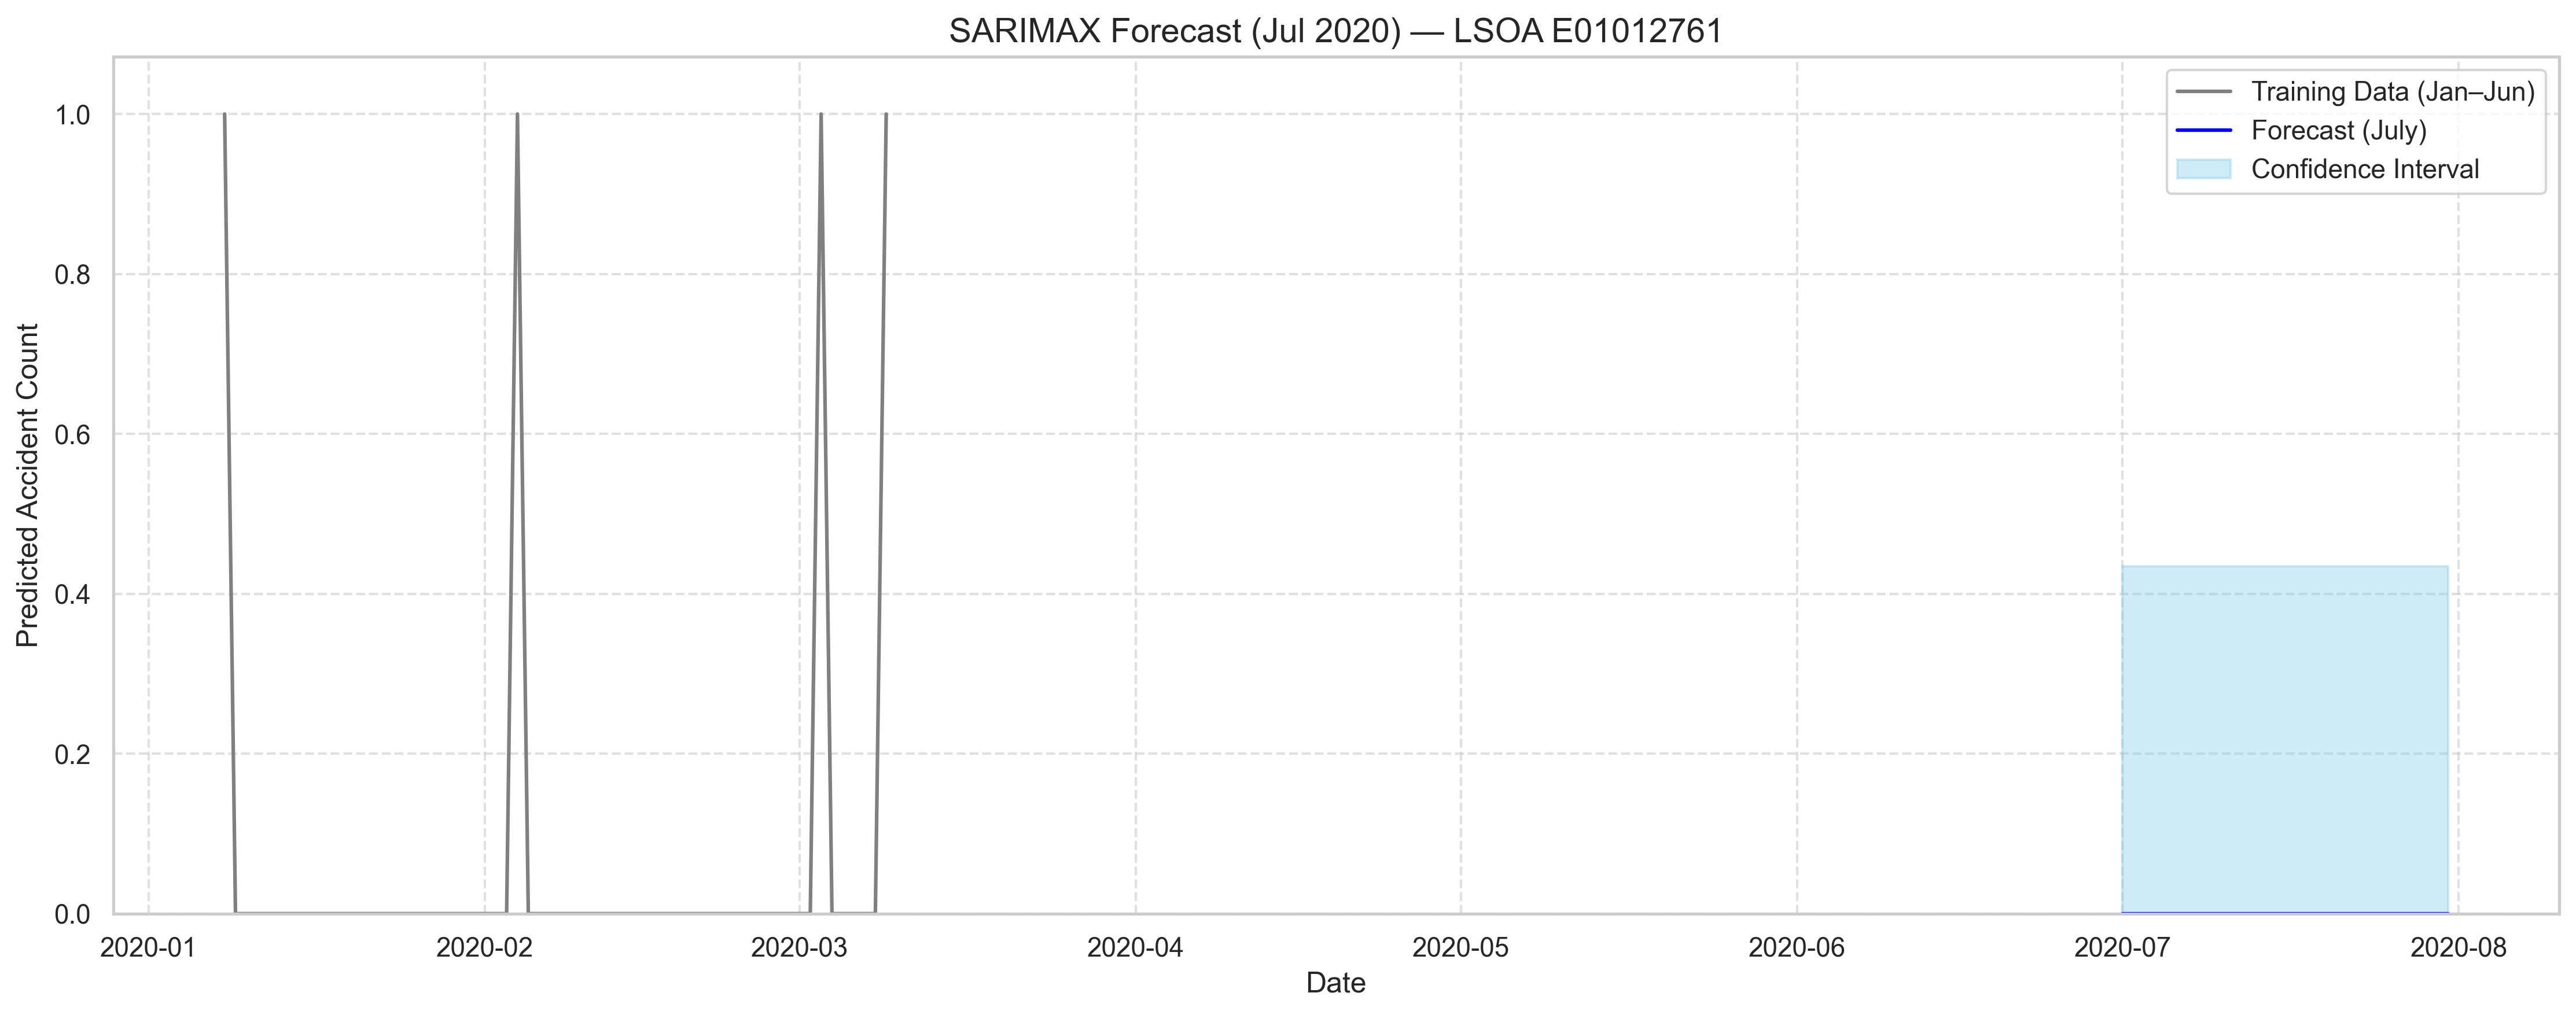 SARIMAX Forecast (Jul 2020) — LSOA E01012761
Training Data (Jan–Jun)
Forecast (July)
Confidence Interval
Predicted Accident Count
1.0
0.8
0.6
0.4
0.2
0.0
2020-01 2020-02 2020-03 2020-04 2020-05 2020-06 2020-07 2020-08
Date